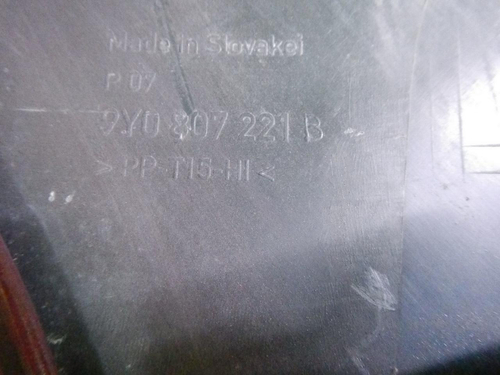 Made in Slovakei
P 07
9Y0 807 221 B
> PP-T15-HI <